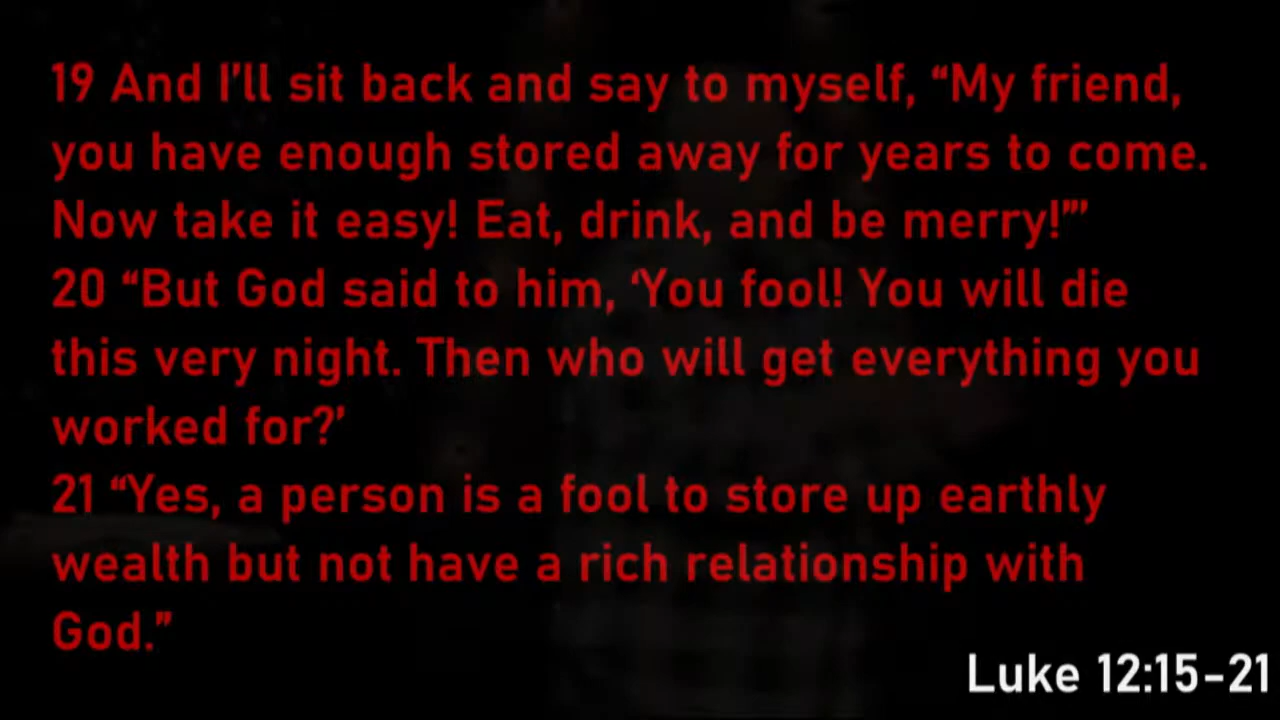 19 And I’ll sit back and say to myself, “My friend,
you have enough stored away for years to come.
Now take it easy! Eat, drink, and be merry!”’
20 “But God said to him, ‘You fool! You will die
this very night. Then who will get everything you
worked for?’
21 “Yes, a person is a fool to store up earthly
wealth but not have a rich relationship with
God.”
Luke 12:15-21